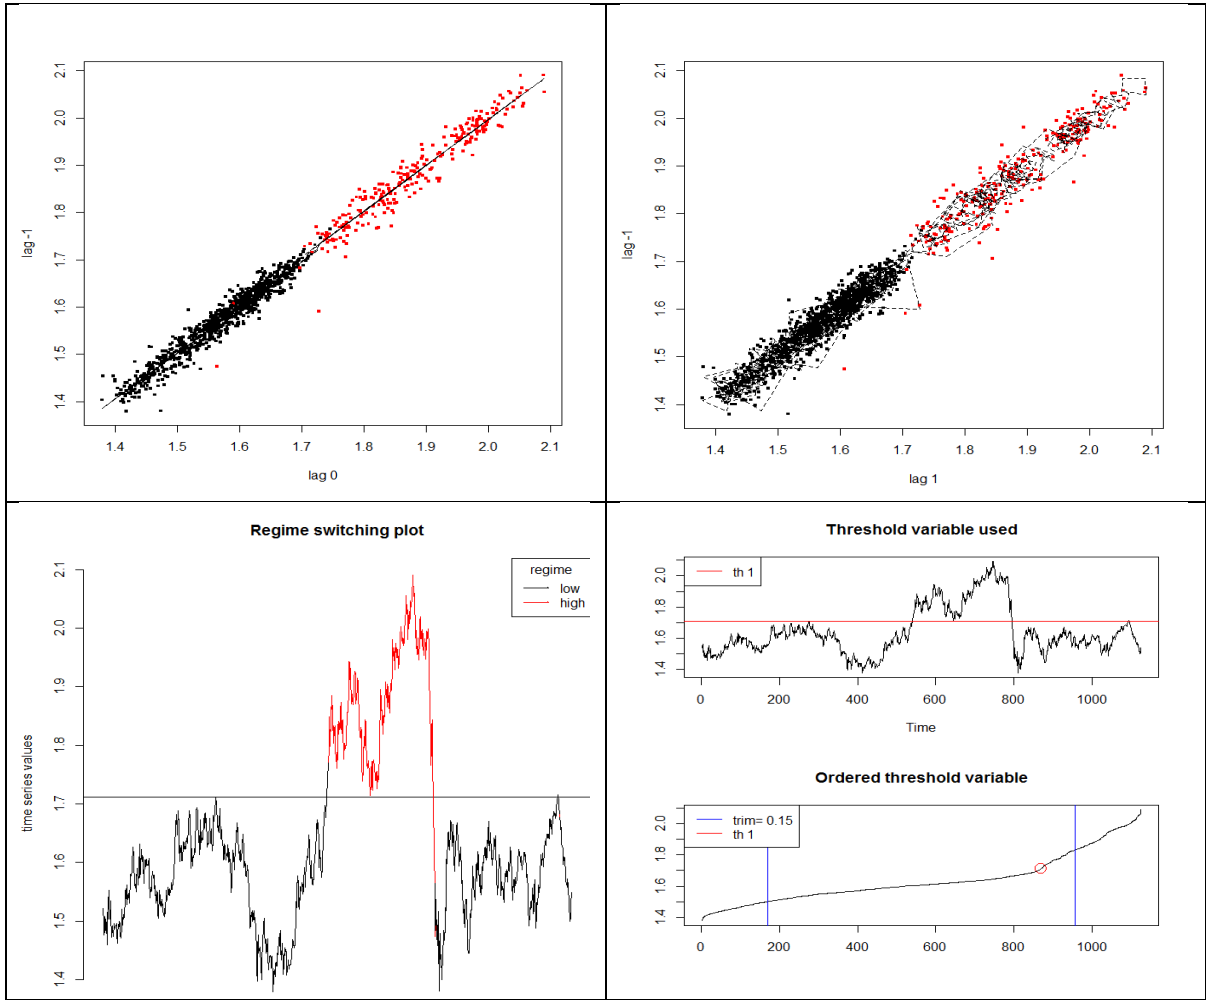 2.1
2.0
1.9
1.8
1.7
1.6
1.5
1.4
lag -1
1.4 1.5 1.6 1.7 1.8 1.9 2.0 2.1
lag 0
2.1
2.0
1.9
1.8
1.7
1.6
1.5
1.4
lag -1
1.4 1.5 1.6 1.7 1.8 1.9 2.0 2.1
lag 1
Regime switching plot
regime
low
high
2.1
2.0
1.9
1.8
1.7
1.6
1.5
1.4
time series values
Threshold variable used
th 1
2.0
1.8
1.6
1.4
0 200 400 600 800 1000
Time
Ordered threshold variable
trim= 0.15
th 1
2.0
1.8
1.6
1.4
0 200 400 600 800 1000